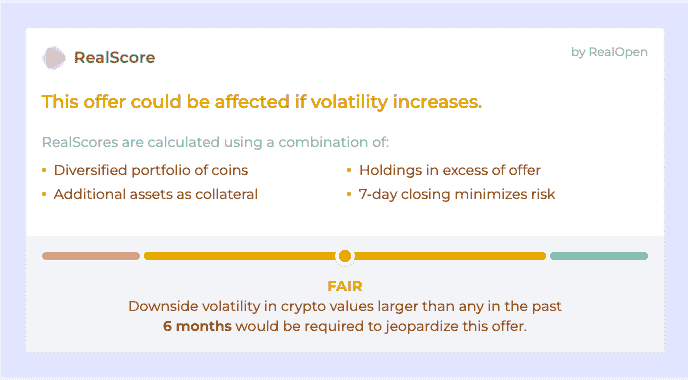 RealScore
by RealOpen
This offer could be affected if volatility increases.
RealScores are calculated using a combination of:
• Diversified portfolio of coins
• Holdings in excess of offer
• Additional assets as collateral
• 7-day closing minimizes risk
FAIR
Downside volatility in crypto values larger than any in the past
6 months would be required to jeopardize this offer.